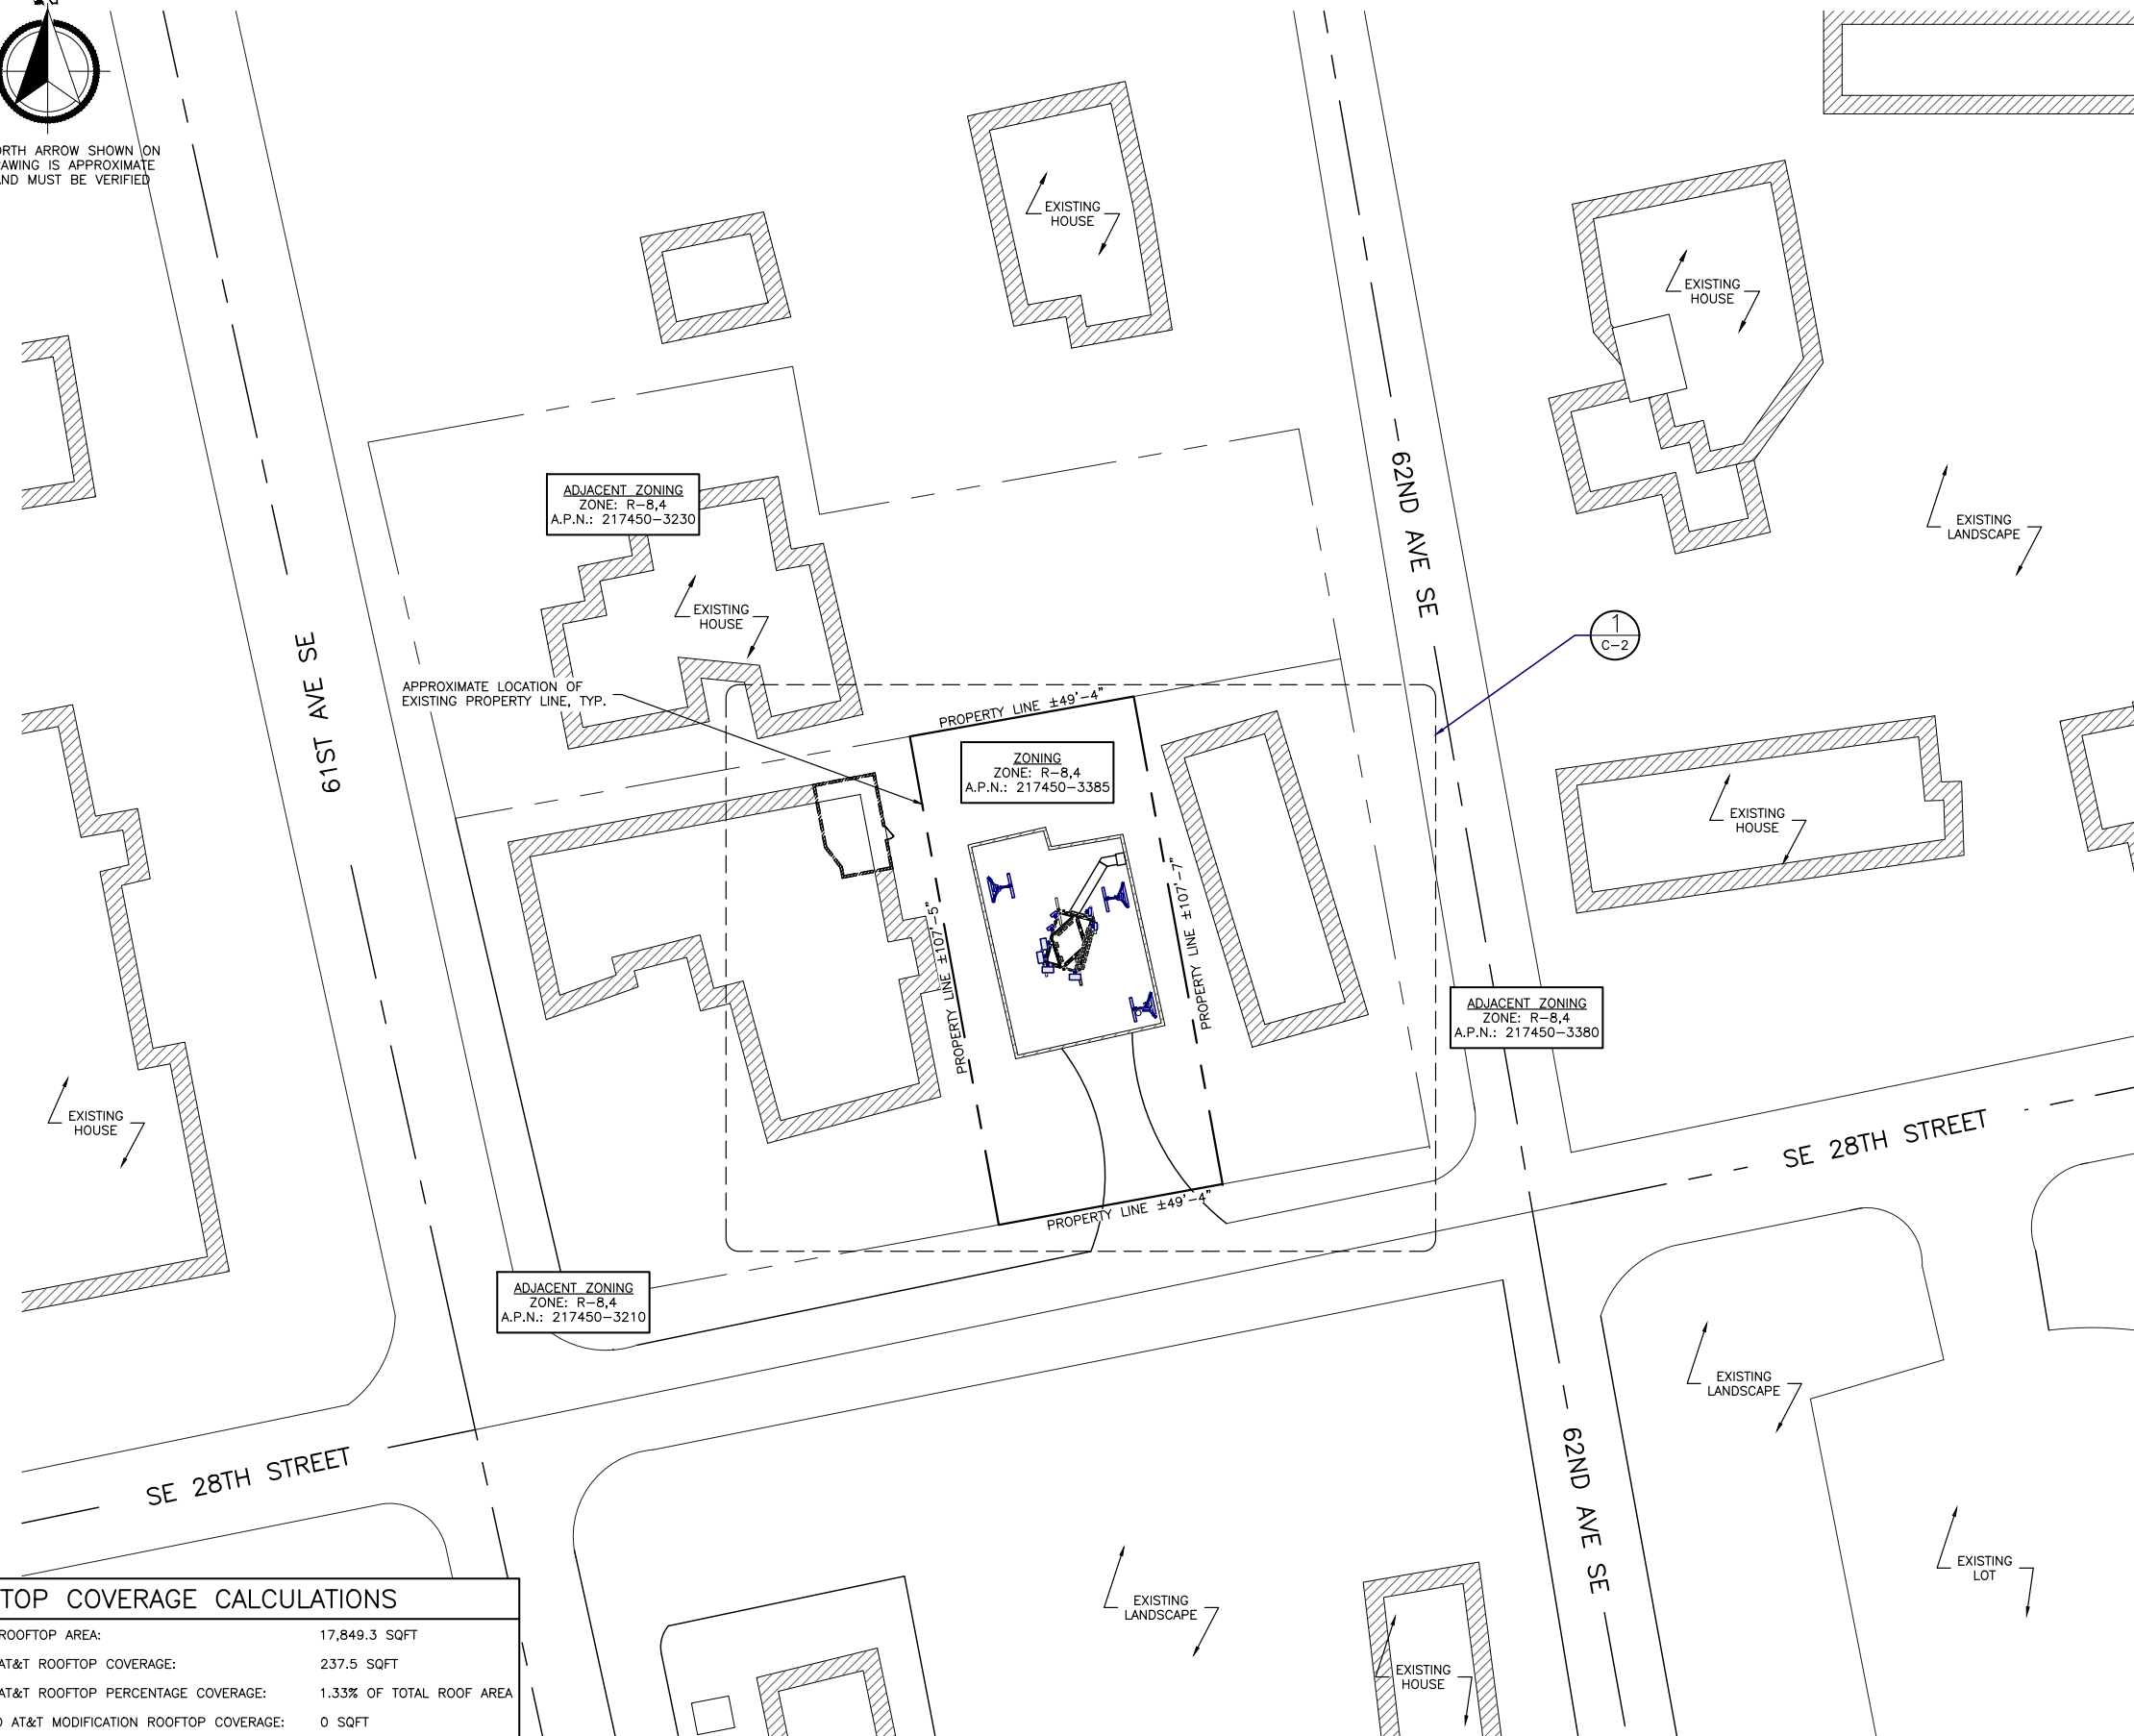 N
ORTH ARROW SHOWN ON
AWING IS APPROXIMATE
AND MUST BE VERIFIED
EXISTING
HOUSE
EXISTING
HOUSE
62ND AVE SE
ADJACENT ZONING
ZONE: R-8,4
A.P.N.: 217450-3230
EXISTING
LANDSCAPE
EXISTING
HOUSE
1
C-2
61ST AVE SE
APPROXIMATE LOCATION OF
EXISTING PROPERTY LINE, TYP.
PROPERTY LINE ±49'-4"
ZONING
ZONE: R-8,4
A.P.N.: 217450-3385
EXISTING
HOUSE
PROPERTY LINE ±107'-5"
PROPERTY LINE ±107'-7"
ADJACENT ZONING
ZONE: R-8,4
A.P.N.: 217450-3380
EXISTING
HOUSE
SE 28TH STREET
PROPERTY LINE ±49'-4"
ADJACENT ZONING
ZONE: R-8,4
A.P.N.: 217450-3210
EXISTING
LANDSCAPE
SE 28TH STREET
62ND AVE SE
EXISTING
LOT
EXISTING
LANDSCAPE
EXISTING
HOUSE
TOP COVERAGE CALCULATIONS
ROOFTOP AREA: 17,849.3 SQFT
AT&T ROOFTOP COVERAGE: 237.5 SQFT
AT&T ROOFTOP PERCENTAGE COVERAGE: 1.33% OF TOTAL ROOF AREA
AT&T MODIFICATION ROOFTOP COVERAGE: 0 SQFT